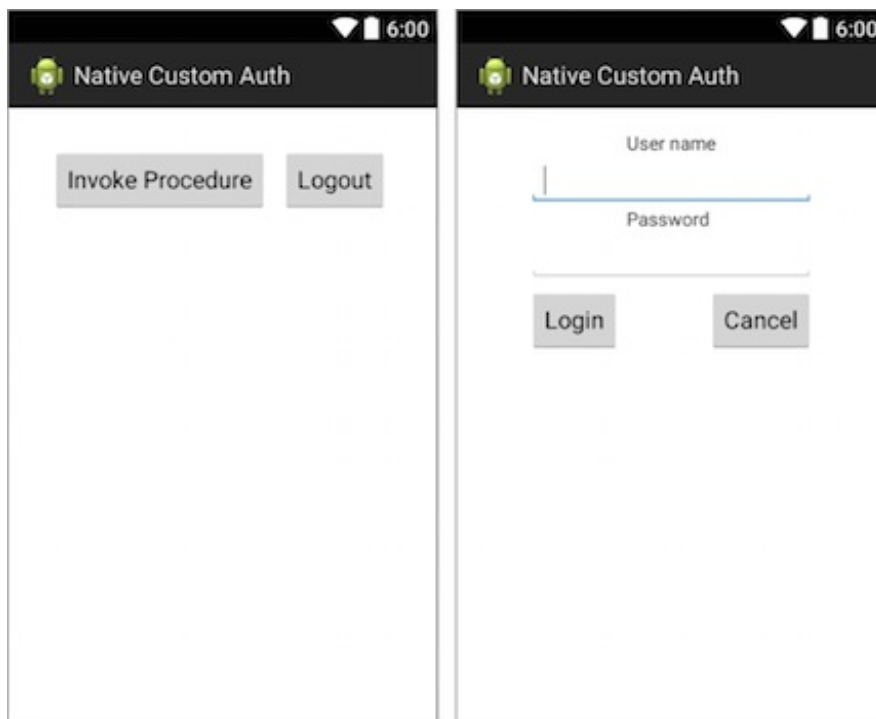 6:00
Native Custom Auth
Invoke Procedure
Logout
6:00
Native Custom Auth
User name
Password
Login
Cancel